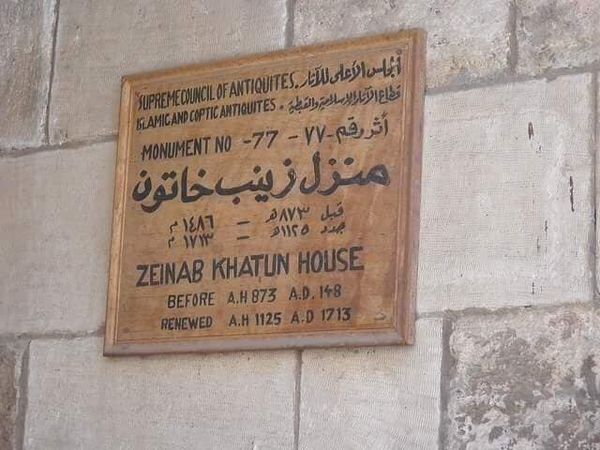 المجلس الأعلى للآثار.
SUPREME COUNCIL OF ANTIQUITES.
قطاع الآثار الإسلامية والقبطية
ISLAMIC AND COPTIC ANTIQUITES.
أثر رقم -٧٧
MONUMENT NO -77
منزل زينب خاتون
قبل ٨٧٣هـ = ١٤٨٦م
جدد ١١٢٥هـ = ١٧١٣م
ZEINAB KHATUN HOUSE
BEFORE A.H 873 A.D. 148
RENEWED A.H 1125 A.D 1713